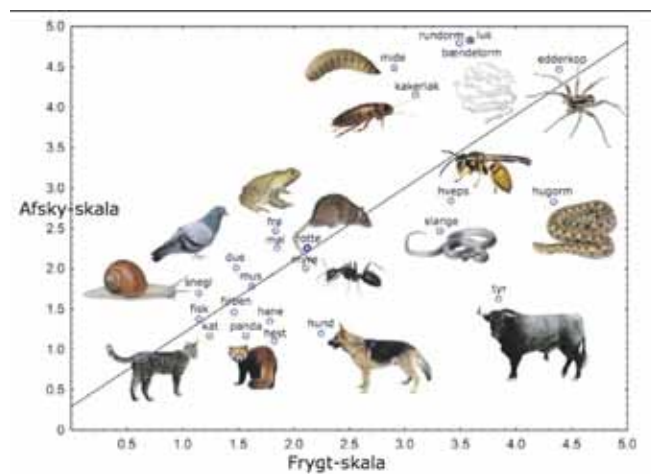 5.0
4.5
4.0
3.5
3.0
2.5
2.0
1.5
1.0
0.5
0
Afsky-skala
rundorm
lus
bændelorm
mide
kakerlak
edderkop
hveps
hugorm
slange
frø
møl
rotte
myre
due
mus
snegl
firben
fisk
kat
panda
hane
hest
hund
tyr
0.5 1.0 1.5 2.0 2.5 3.0 3.5 4.0 4.5 5.0
Frygt-skala